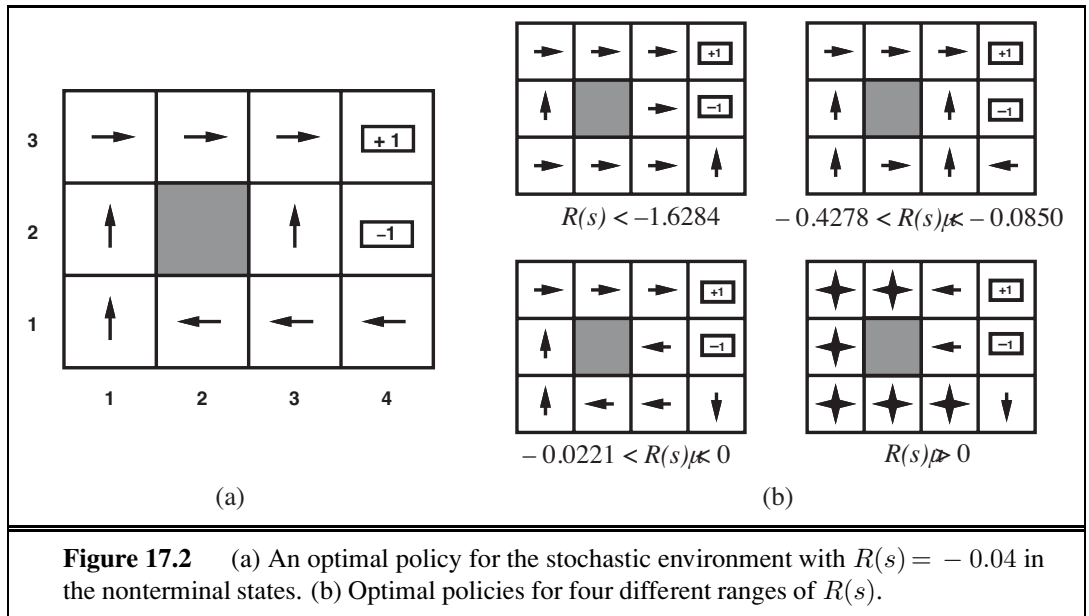 3
+ 1
2
–1
1
1 2 3 4
(a)
+1
–1
R(s) < –1.6284
+1
–1
– 0.4278 < R(s) < – 0.0850
+1
–1
– 0.0221 < R(s) < 0
+1
–1
R(s) > 0
(b)
Figure 17.2 (a) An optimal policy for the stochastic environment with R(s) = – 0.04 in
the nonterminal states. (b) Optimal policies for four different ranges of R(s).